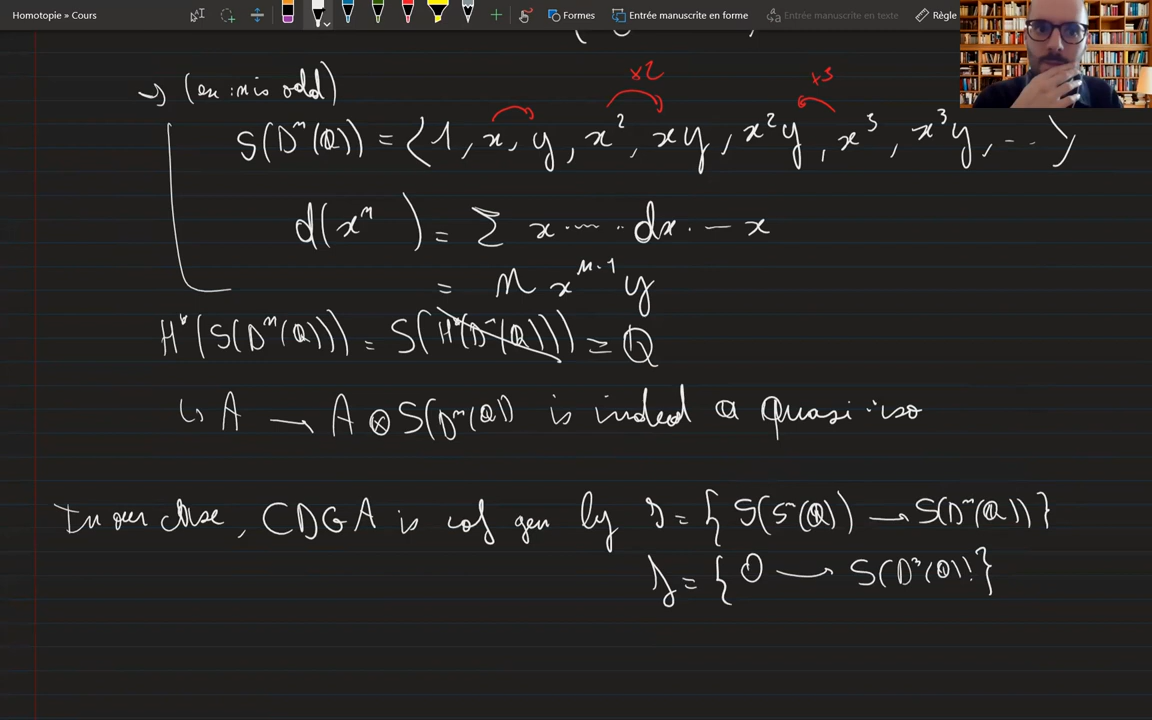 Homotopie » Cours
Formes
Entrée manuscrite en forme
Entrée manuscrite en texte
Règle
x2
x3
→ (ex: n is odd)
S(Dⁿ(Q)) = ⟨1, x, y, x², xy, x²y, x³, x³y, ... ⟩
d(xⁿ) = Σ x ··· dx · – x
= n xⁿ⁻¹ y
H*(S(Dⁿ(Q))) = S(H*(Dⁿ(Q))) ≅ Q
↳ A → A ⊗ S(Dⁿ(Q)) is indeed a quasi-iso
In our case, CDGA is cof gen by I = { S(Sⁿ(Q)) → S(Dⁿ(Q)) }
J = { 0 → S(Dⁿ(Q)) }